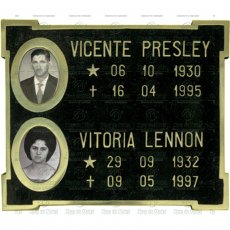 VICENTE PRESLEY
★ 06 10 1930
✝ 16 04 1995
VITORIA LENNON
★ 29 09 1932
✝ 09 05 1997